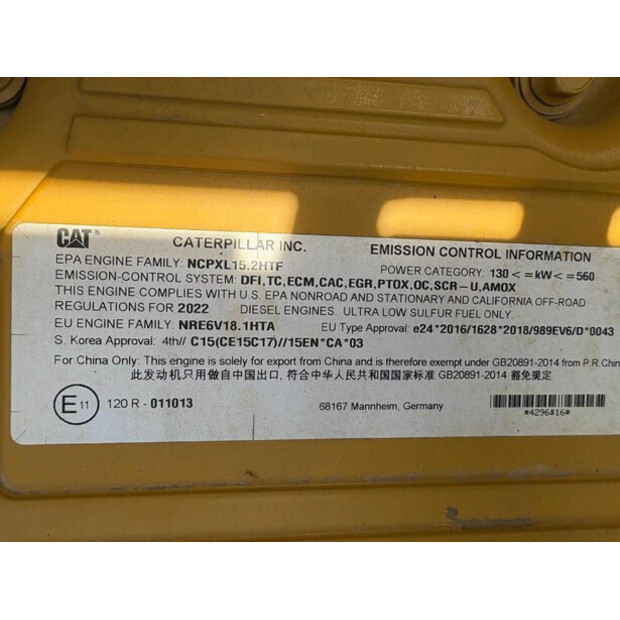 CAT® CATERPILLAR INC. EMISSION CONTROL INFORMATION
EPA ENGINE FAMILY: NCPXL15.2HTF POWER CATEGORY: 130 <=kW<=560
EMISSION-CONTROL SYSTEM: DFI,TC,ECM,CAC,EGR,PTOX,OC,SCR-U,AMOX
THIS ENGINE COMPLIES WITH U.S. EPA NONROAD AND STATIONARY AND CALIFORNIA OFF-ROAD
REGULATIONS FOR 2022 DIESEL ENGINES. ULTRA LOW SULFUR FUEL ONLY.
EU ENGINE FAMILY: NRE6V18.1HTA EU Type Approval: e24*2016/1628*2018/989EV6/D*0043
S. Korea Approval: 4th// C15(CE15C17)//15EN*CA*03
For China Only: This engine is solely for export from China and is therefore exempt under GB20891-2014 from P.R.Chin
此发动机只用做自中国出口, 符合中华人民共和国国家标准 GB20891-2014 豁免规定
E11 120 R - 011013 68167 Mannheim, Germany
*4296$16*